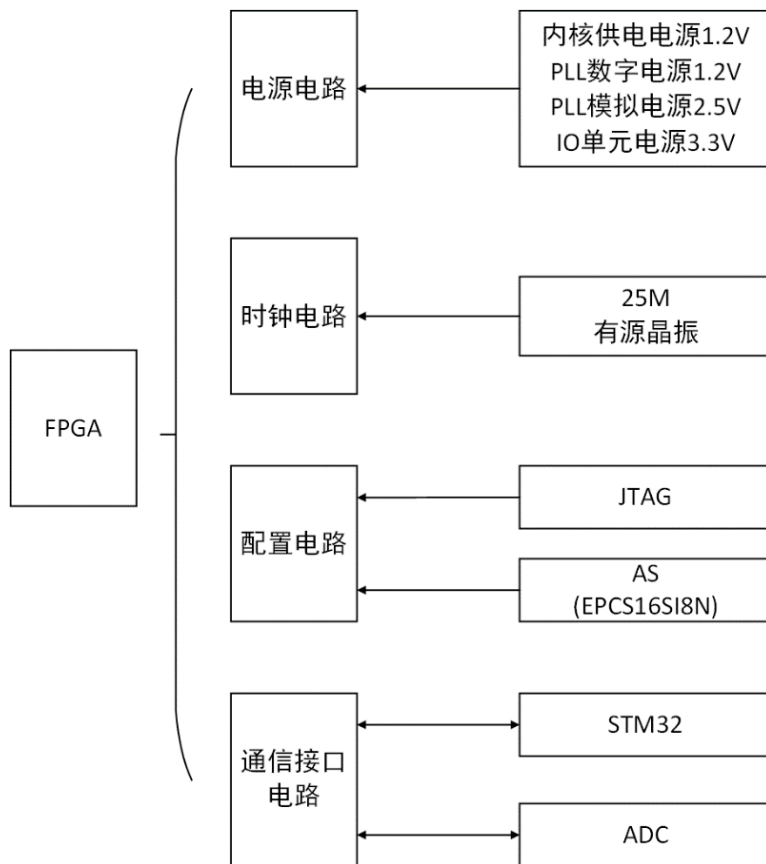 电源电路
内核供电电源1.2V
PLL数字电源1.2V
PLL模拟电源2.5V
IO单元电源3.3V
时钟电路
25M
有源晶振
FPGA
配置电路
JTAG
AS
(EPCS16SI8N)
通信接口
电路
STM32
ADC